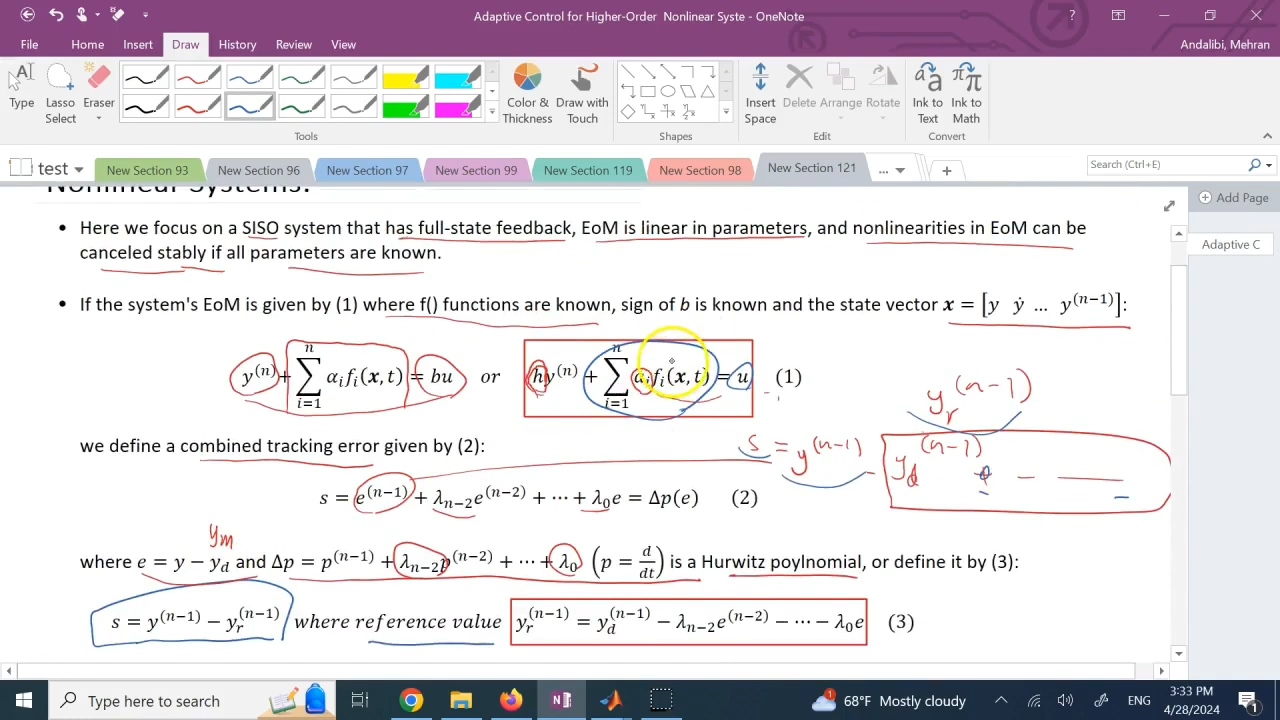 Adaptive Control for Higher-Order Nonlinear Syste - OneNote
?
File Home Insert Draw History Review View
Andalibi, Mehran
Type
Lasso Select
Eraser
Color & Thickness
Draw with Touch
Insert Space
Delete
Arrange
Rotate
Ink to Text
Ink to Math
Tools
Shapes
Edit
Convert
test
New Section 93
New Section 96
New Section 97
New Section 99
New Section 119
New Section 98
New Section 121
...
Search (Ctrl+E)
Add Page
Adaptive C
Nonlinear Systems:
• Here we focus on a SISO system that has full-state feedback, EoM is linear in parameters, and nonlinearities in EoM can be
canceled stably if all parameters are known.
• If the system's EoM is given by (1) where f() functions are known, sign of b is known and the state vector x = [y ẏ ... y^(n−1)]:
y^(n) + ∑_{i=1}^{n} α_i f_i(x, t) = bu or hy^(n) + ∑_{i=1}^{n} a_i f_i(x, t) = u (1)
y_r^(n-1)
we define a combined tracking error given by (2):
s = y^(n-1) - y_d^(n-1) + - ——
s = e^(n−1) + λ_{n−2}e^(n−2) + ⋯ + λ_0 e = Δp(e) (2)
y_m
where e = y − y_d and Δp = p^(n−1) + λ_{n−2}p^(n−2) + ⋯ + λ_0 (p = d/dt) is a Hurwitz poylnomial, or define it by (3):
s = y^(n−1) − y_r^(n−1) where reference value y_r^(n−1) = y_d^(n−1) − λ_{n−2}e^(n−2) − ⋯ − λ_0 e (3)
Type here to search
68°F Mostly cloudy
ENG
3:33 PM
4/28/2024
1